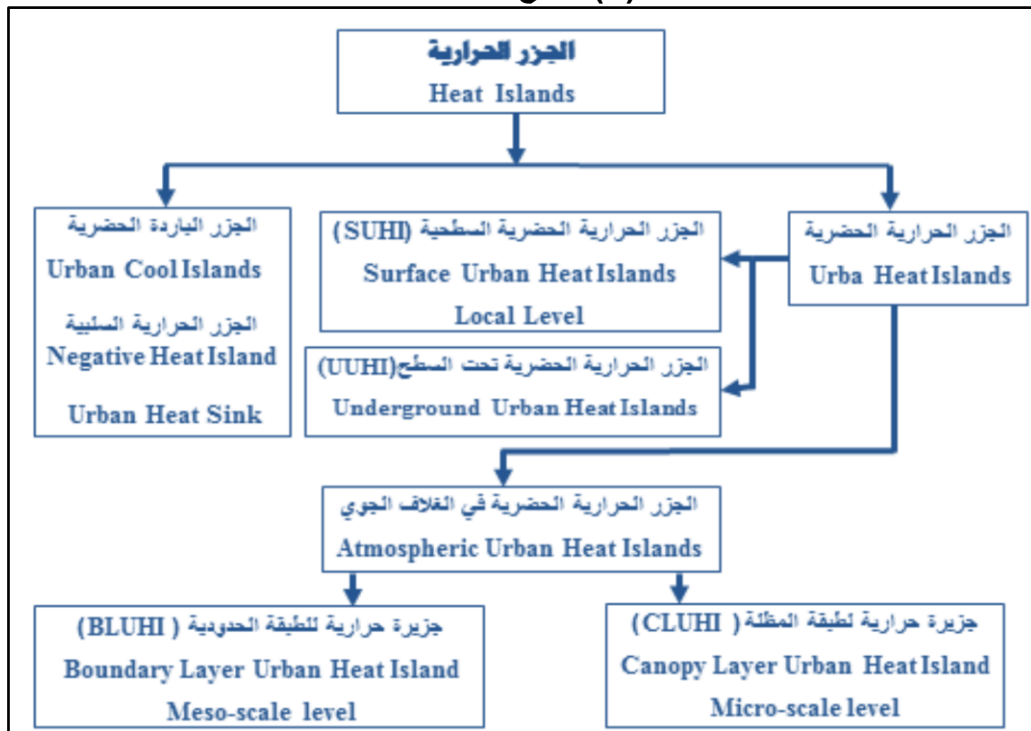 الجزر الحرارية
Heat Islands
الجزر الباردة الحضرية
Urban Cool Islands
الجزر الحرارية السلبية
Negative Heat Island
Urban Heat Sink
الجزر الحرارية الحضرية السطحية (SUHI)
Surface Urban Heat Islands
Local Level
الجزر الحرارية الحضرية
Urba Heat Islands
الجزر الحرارية الحضرية تحت السطح(UUHI)
Underground Urban Heat Islands
الجزر الحرارية الحضرية في الغلاف الجوي
Atmospheric Urban Heat Islands
جزيرة حرارية للطبقة الحدودية ( BLUHI)
Boundary Layer Urban Heat Island
Meso-scale level
جزيرة حرارية لطبقة المظلة ( CLUHI)
Canopy Layer Urban Heat Island
Micro-scale level